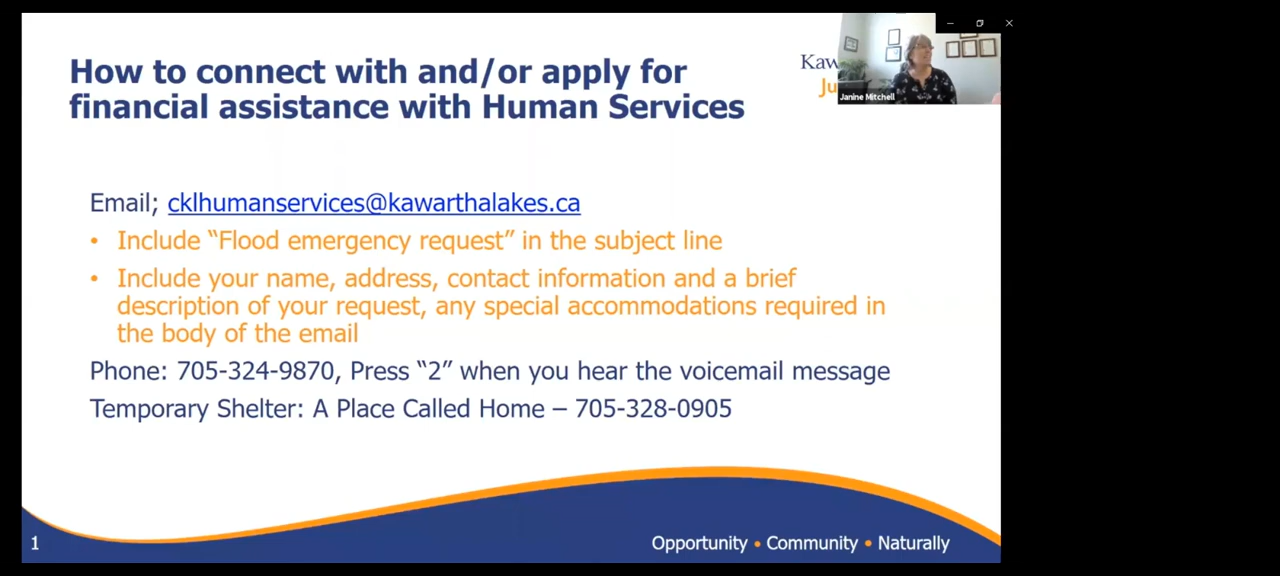 How to connect with and/or apply for
financial assistance with Human Services
Kaw
Ju
Janine Mitchell
Email; cklhumanservices@kawarthalakes.ca
• Include “Flood emergency request” in the subject line
• Include your name, address, contact information and a brief
description of your request, any special accommodations required in
the body of the email
Phone: 705-324-9870, Press “2” when you hear the voicemail message
Temporary Shelter: A Place Called Home – 705-328-0905
1
Opportunity • Community • Naturally